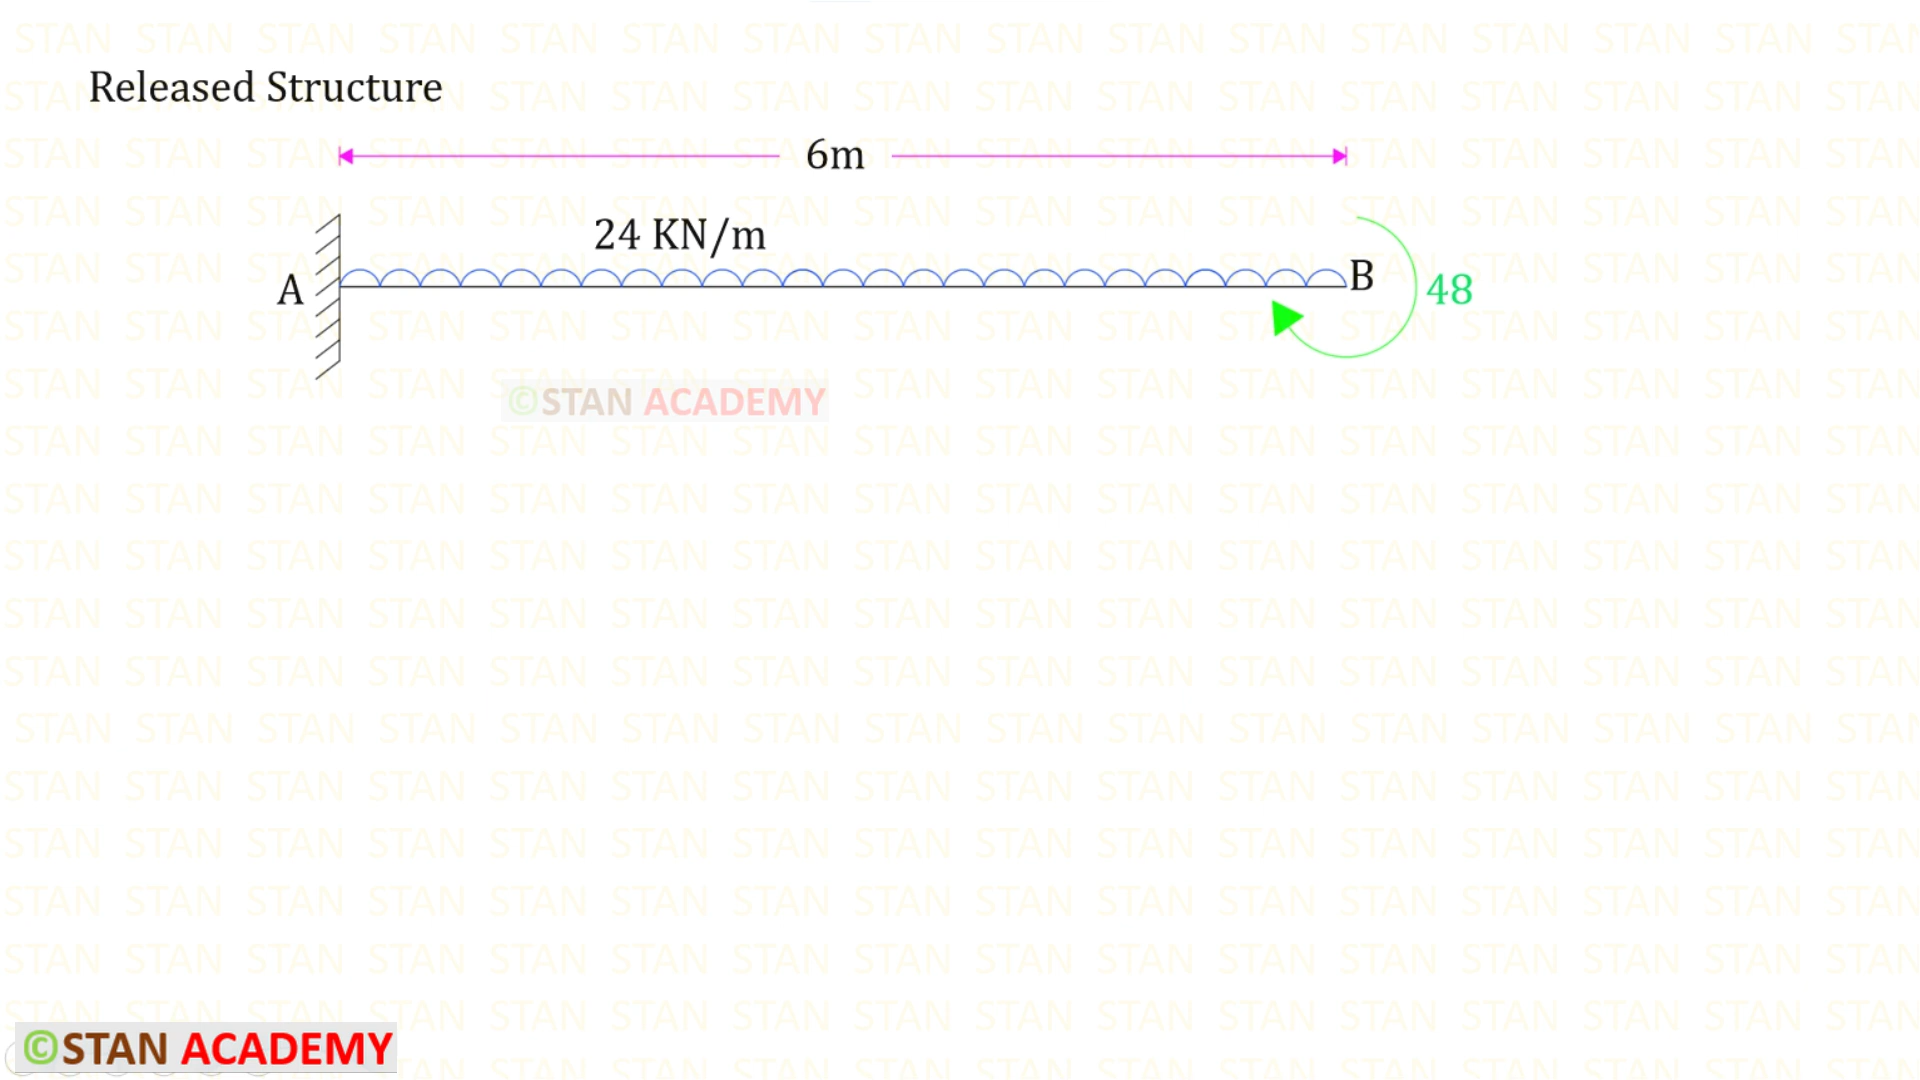 Released Structure
6m
24 KN/m
A
B
48
©STAN ACADEMY
©STAN ACADEMY